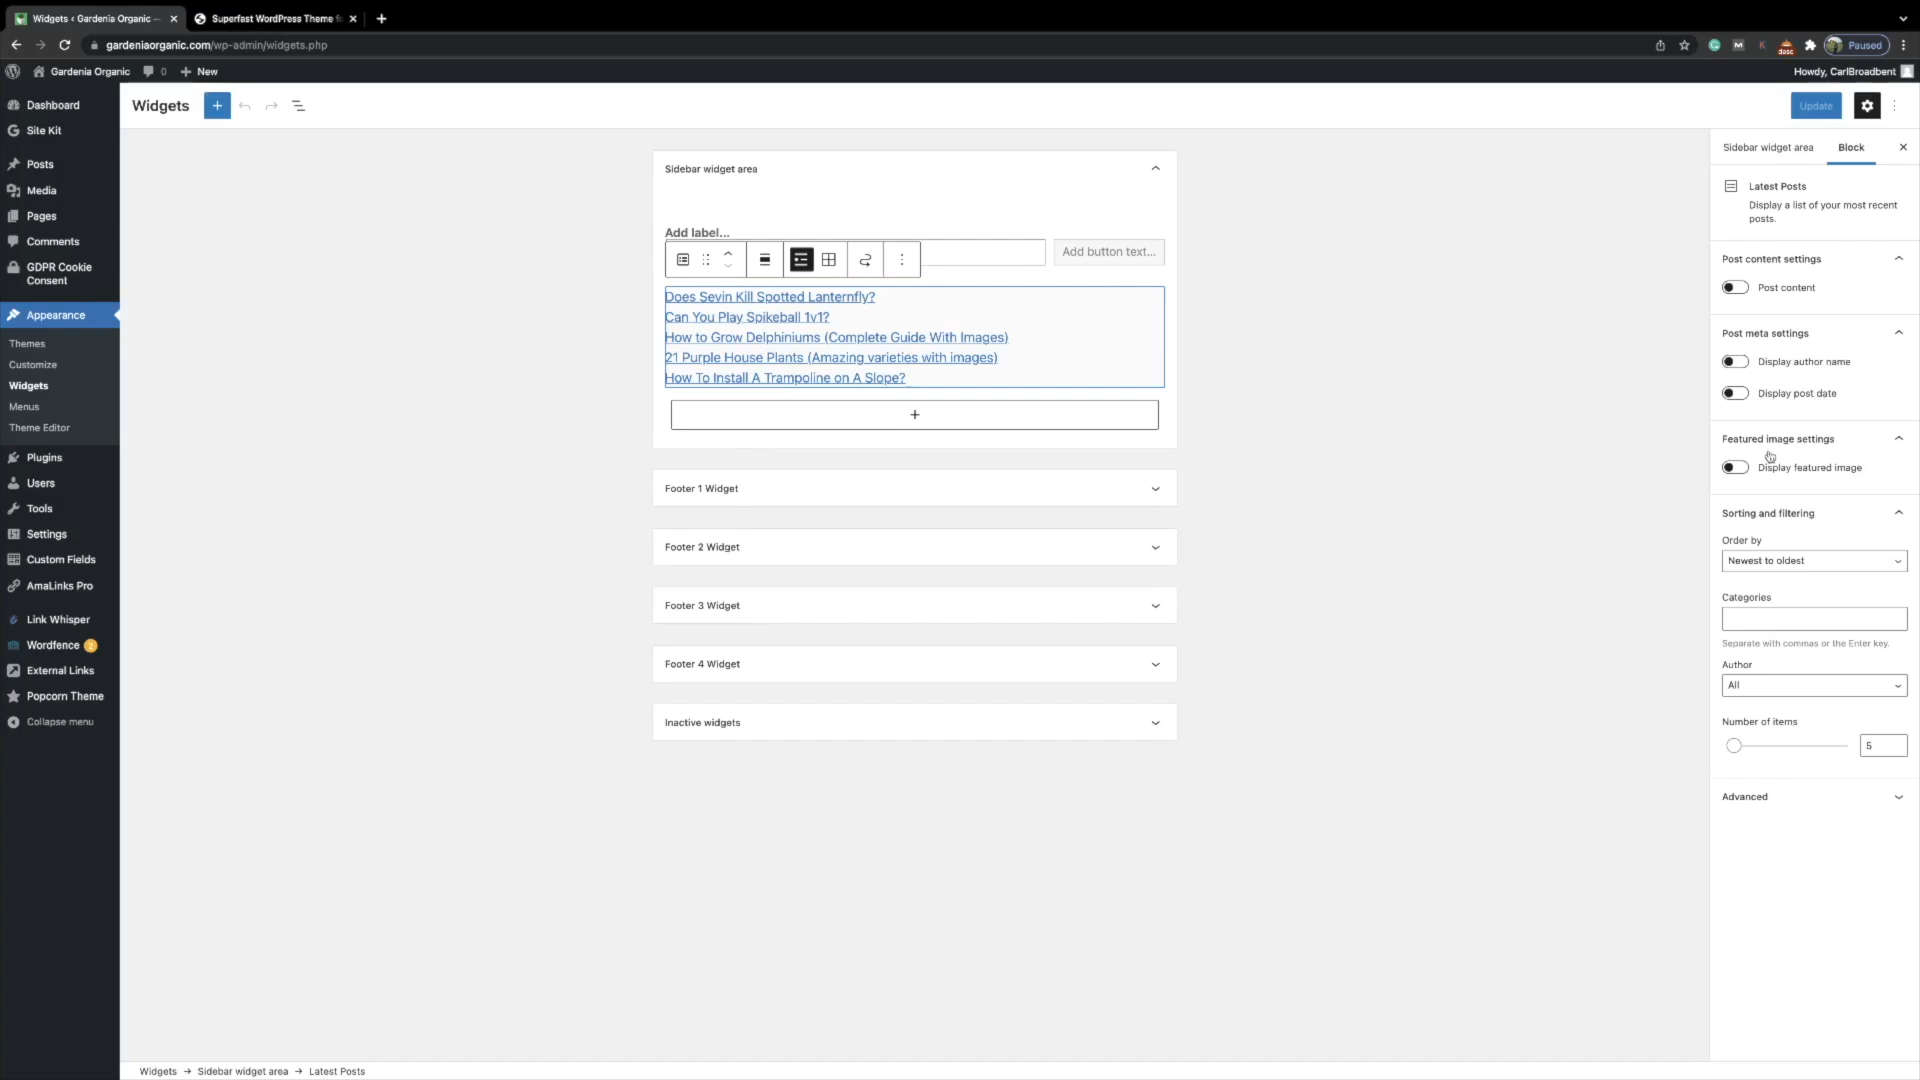 Widgets < Gardenia Organic —
Superfast WordPress Theme fo
gardeniaorganic.com/wp-admin/widgets.php
M
K
desc
Paused
Gardenia Organic
0
New
Howdy, CarlBroadbent
Dashboard
Site Kit
Posts
Media
Pages
Comments
GDPR Cookie
Consent
Appearance
Themes
Customize
Widgets
Menus
Theme Editor
Plugins
Users
Tools
Settings
Custom Fields
AmaLinks Pro
Link Whisper
Wordfence 2
External Links
Popcorn Theme
Collapse menu
Widgets
Update
Sidebar widget area
Add label...
Add button text...
Does Sevin Kill Spotted Lanternfly?
Can You Play Spikeball 1v1?
How to Grow Delphiniums (Complete Guide With Images)
21 Purple House Plants (Amazing varieties with images)
How To Install A Trampoline on A Slope?
Footer 1 Widget
Footer 2 Widget
Footer 3 Widget
Footer 4 Widget
Inactive widgets
Sidebar widget area
Block
Latest Posts
Display a list of your most recent
posts.
Post content settings
Post content
Post meta settings
Display author name
Display post date
Featured image settings
Display featured image
Sorting and filtering
Order by
Newest to oldest
Categories
Separate with commas or the Enter key.
Author
All
Number of items
5
Advanced
Widgets → Sidebar widget area → Latest Posts